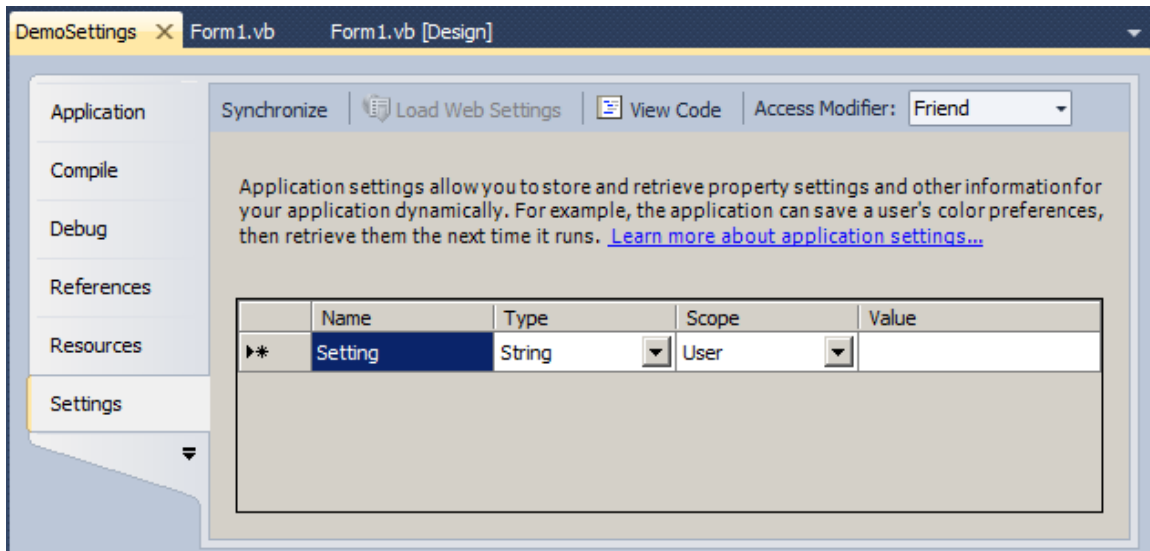 DemoSettings Form1.vb Form1.vb [Design]
Application
Compile
Debug
References
Resources
Settings
Synchronize Load Web Settings View Code Access Modifier: Friend
Application settings allow you to store and retrieve property settings and other information for
your application dynamically. For example, the application can save a user's color preferences,
then retrieve them the next time it runs. Learn more about application settings...
Name Type Scope Value
Setting String User